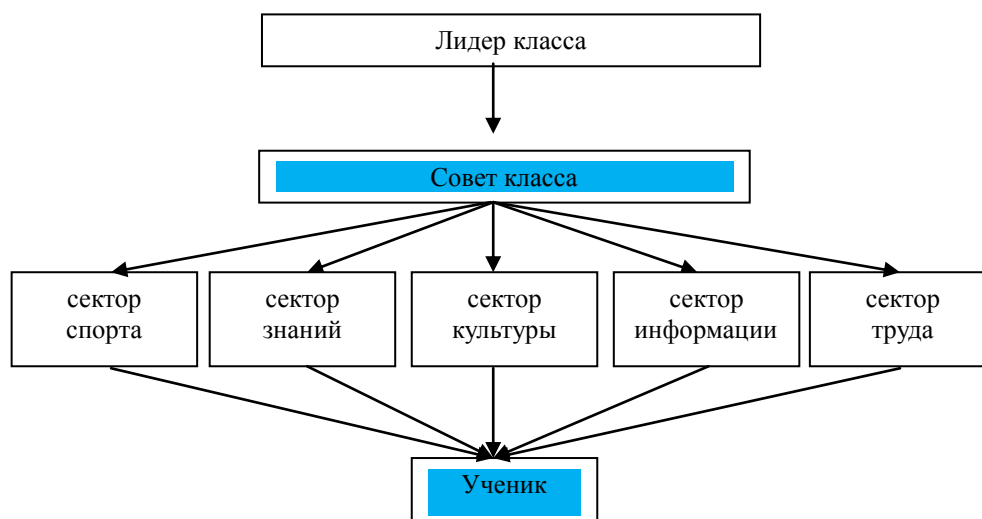 Лидер класса
Совет класса
сектор
спорта
сектор
знаний
сектор
культуры
сектор
информации
сектор
труда
Ученик